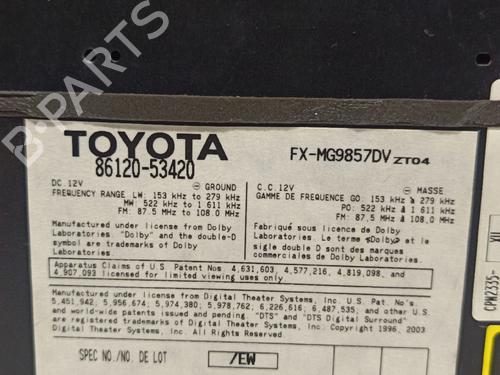 B-PARTS
TOYOTA
86120-53420
FX-MG9857DV ZT04
DC. 12V GROUND
FREQUENCY RANGE LW: 153 kHz to 279 kHz
MW: 522 kHz to 1 611 kHz
FM: 87.5 MHz to 108.0 MHz
C.C. 12V MASSE
GAMME DE FREQUENCE GO: 153 kHz à 279 kHz
PO: 522 kHz à 1 611 kHz
FM: 87.5 MHz à 108.0 MHz
Manufactured under license from Dolby
Laboratories. "Dolby" and the double-D
symbol are trademarks of Dolby
Laboratories.
Fabriqué sous licence de Dolby
Laboratories. Le terme «Dolby» et le
sigle double D sont des marques
commerciales de Dolby Laboratories.
Apparatus Claims of U.S. Patent Nos. 4,631,603, 4,577,216, 4,819,098, and
4,907,093 licensed for limited viewing uses only.
Manufactured under license from Digital Theater Systems, Inc. U.S. Pat. No's.
5,451,942, 5,956,674, 5,974,380, 5,978,762, 6,226,616, 6,487,535, and other U.S.
and world-wide patents issued and pending. "DTS" and "DTS Digital Surround"
are registered trademarks of Digital Theater Systems, Inc. Copyright 1996, 2003
Digital Theater Systems, Inc. All Rights Reserved.
SPEC NO./NO. DE LOT /EW
CMW2335-